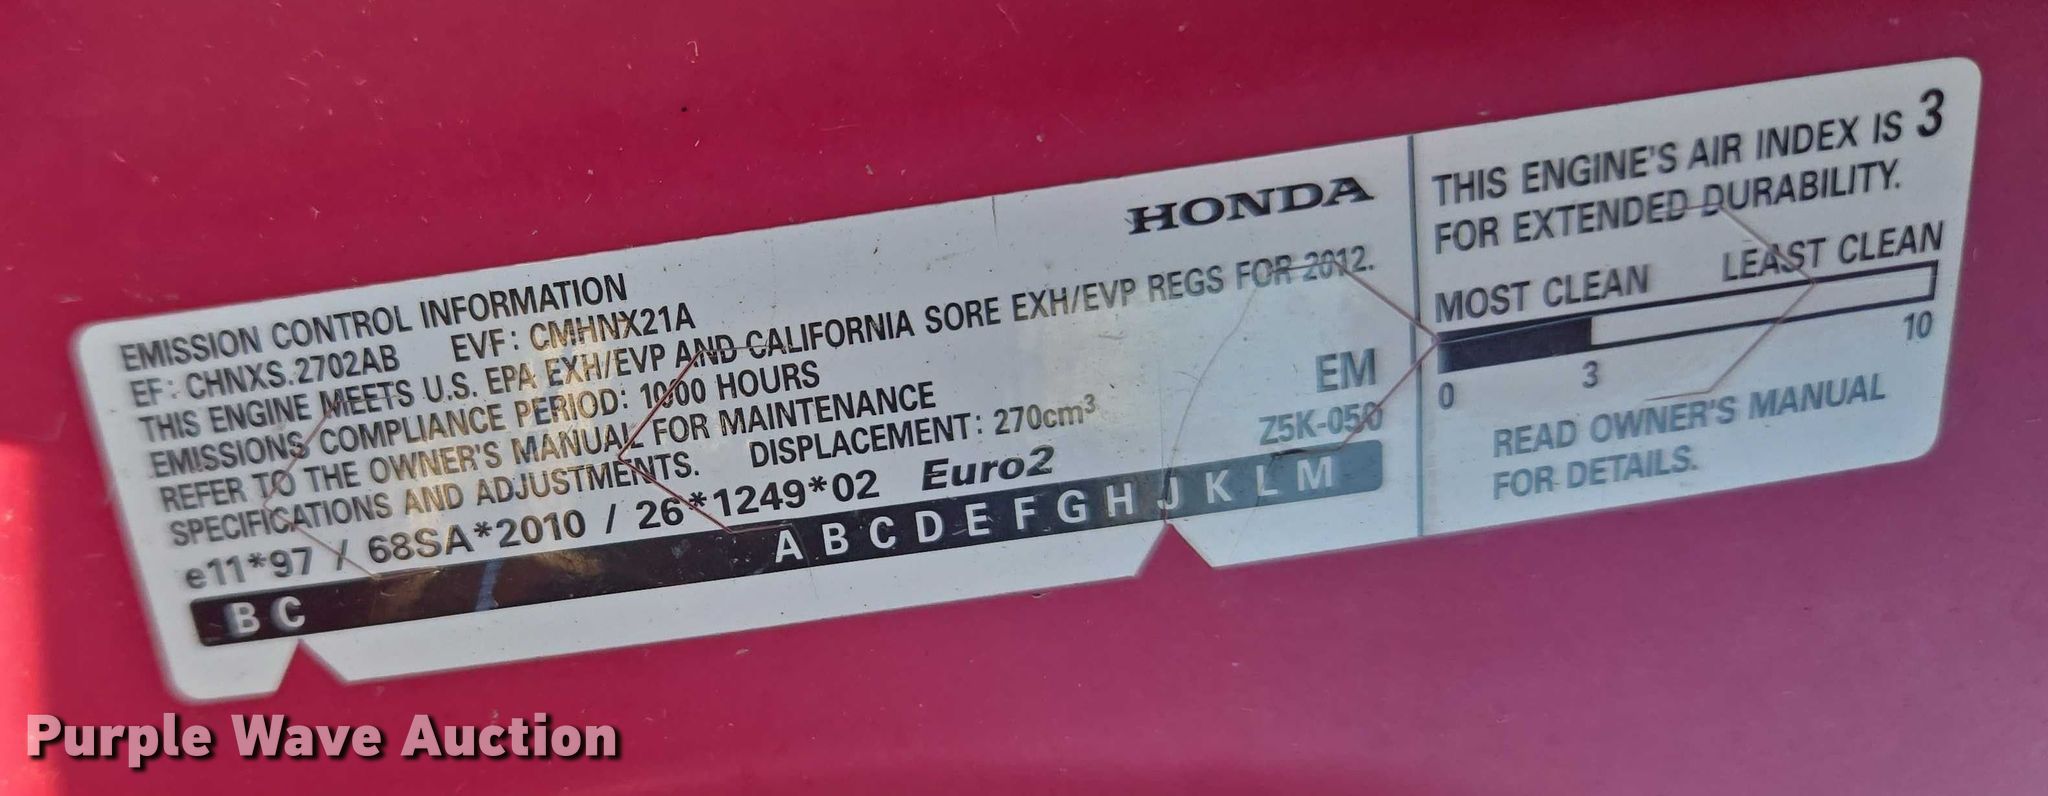 HONDA
EMISSION CONTROL INFORMATION
EF: CHNXS.2702AB EVF: CMHNX21A
THIS ENGINE MEETS U.S. EPA EXH/EVP AND CALIFORNIA SORE EXH/EVP REGS FOR 2012.
EMISSIONS COMPLIANCE PERIOD: 1000 HOURS
REFER TO THE OWNER'S MANUAL FOR MAINTENANCE
SPECIFICATIONS AND ADJUSTMENTS. DISPLACEMENT: 270cm³
EM
Z5K-050
e11*97 / 68SA*2010 / 26*1249*02 Euro2
B C A B C D E F G H J K L M
THIS ENGINE'S AIR INDEX IS 3
FOR EXTENDED DURABILITY.
MOST CLEAN LEAST CLEAN
0 3 10
READ OWNER'S MANUAL
FOR DETAILS.
Purple Wave Auction